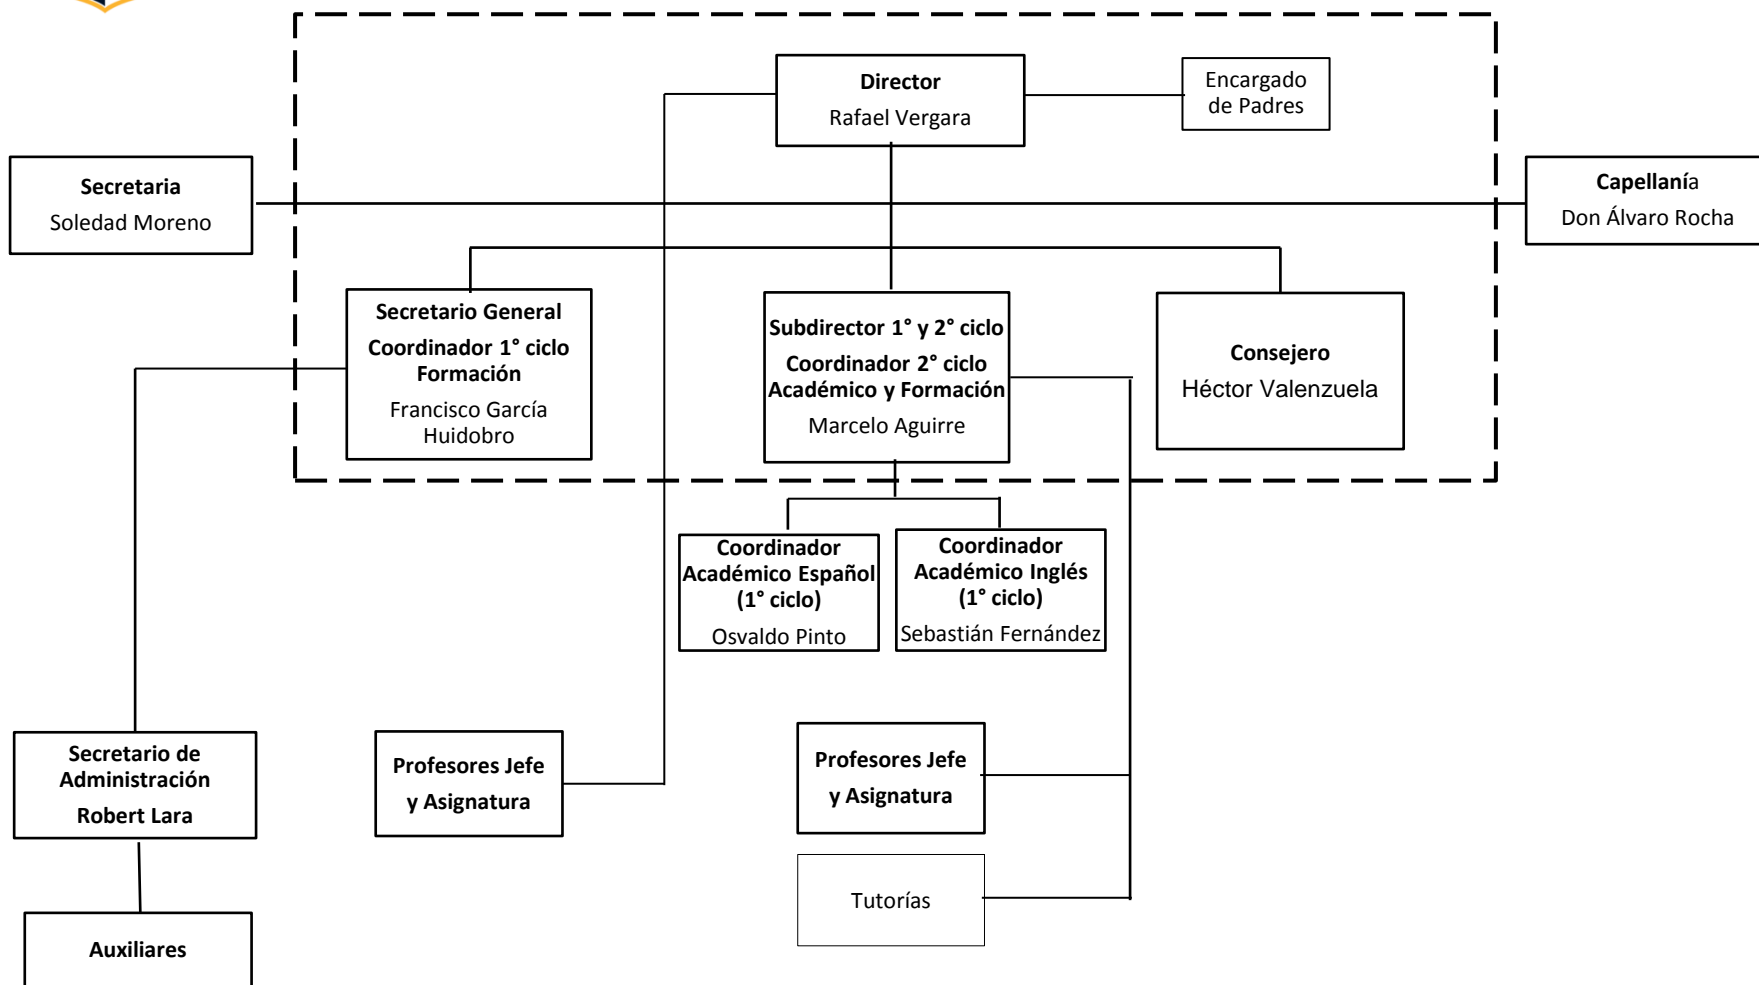 Director
Rafael Vergara
Encargado
de Padres
Secretaria
Soledad Moreno
Capellanía
Don Álvaro Rocha
Secretario General
Coordinador 1° ciclo
Formación
Francisco García
Huidobro
Subdirector 1° y 2° ciclo
Coordinador 2° ciclo
Académico y Formación
Marcelo Aguirre
Consejero
Héctor Valenzuela
Coordinador
Académico Español
(1° ciclo)
Osvaldo Pinto
Coordinador
Académico Inglés
(1° ciclo)
Sebastián Fernández
Secretario de
Administración
Robert Lara
Profesores Jefe
y Asignatura
Profesores Jefe
y Asignatura
Tutorías
Auxiliares